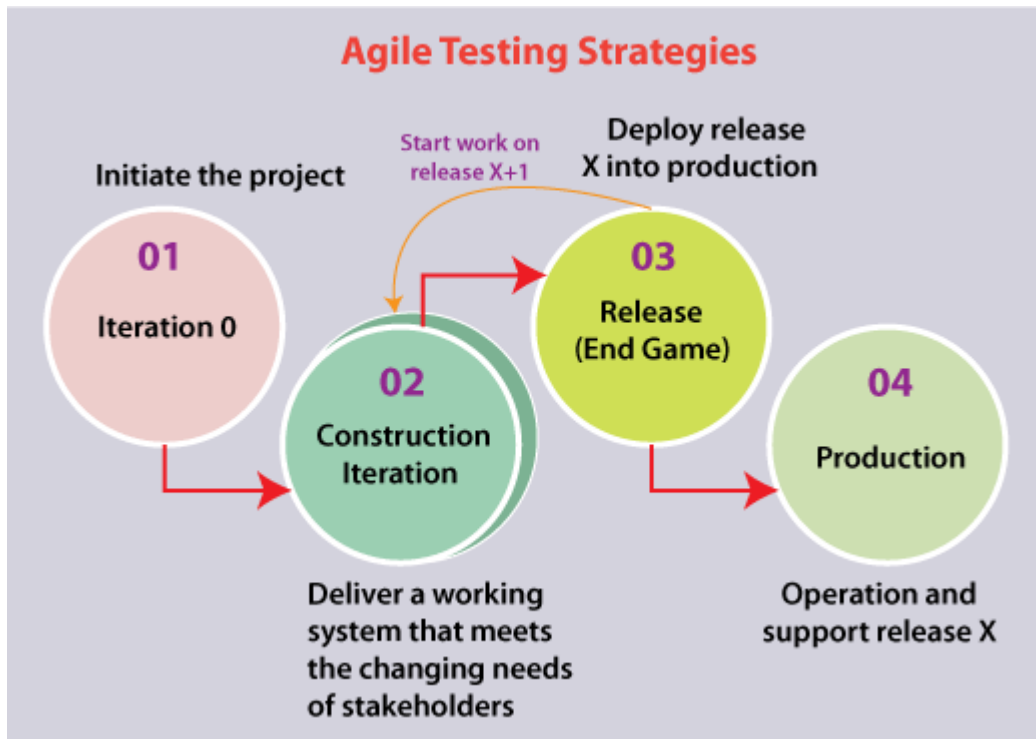 Agile Testing Strategies
Initiate the project
01
Iteration 0
Start work on
release X+1
02
Construction
Iteration
Deliver a working
system that meets
the changing needs
of stakeholders
Deploy release
X into production
03
Release
(End Game)
04
Production
Operation and
support release X